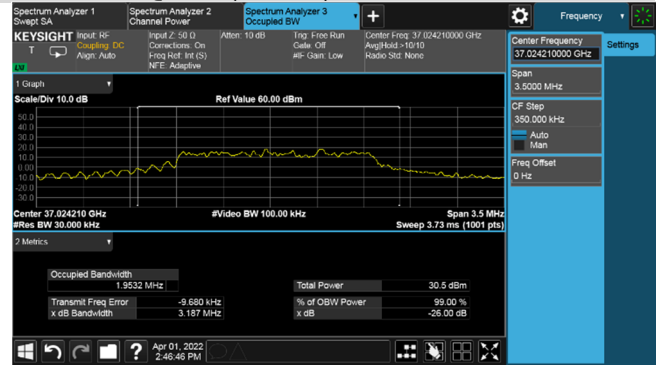 Spectrum Analyzer 1
Swept SA
Spectrum Analyzer 2
Channel Power
Spectrum Analyzer 3
Occupied BW
+
Frequency
KEYSIGHT
T
LXI
Input: RF
Coupling: DC
Align: Auto
Input Z: 50 Ω
Corrections: On
Freq Ref: Int (S)
NFE: Adaptive
Atten: 10 dB
Trig: Free Run
Gate: Off
#IF Gain: Low
Center Freq: 37.024210000 GHz
Avg|Hold:>10/10
Radio Std: None
Center Frequency
37.024210000 GHz
Settings
Span
3.5000 MHz
CF Step
350.000 kHz
Auto
Man
Freq Offset
0 Hz
1 Graph
Scale/Div 10.0 dB
Ref Value 60.00 dBm
50.0
40.0
30.0
20.0
10.0
0.00
-10.0
-20.0
-30.0
Center 37.024210 GHz
#Video BW 100.00 kHz
Span 3.5 MHz
#Res BW 30.000 kHz
Sweep 3.73 ms (1001 pts)
2 Metrics
Occupied Bandwidth
1.9532 MHz
Total Power
30.5 dBm
Transmit Freq Error
-9.680 kHz
% of OBW Power
99.00 %
x dB Bandwidth
3.187 MHz
x dB
-26.00 dB
?
Apr 01, 2022
2:46:46 PM